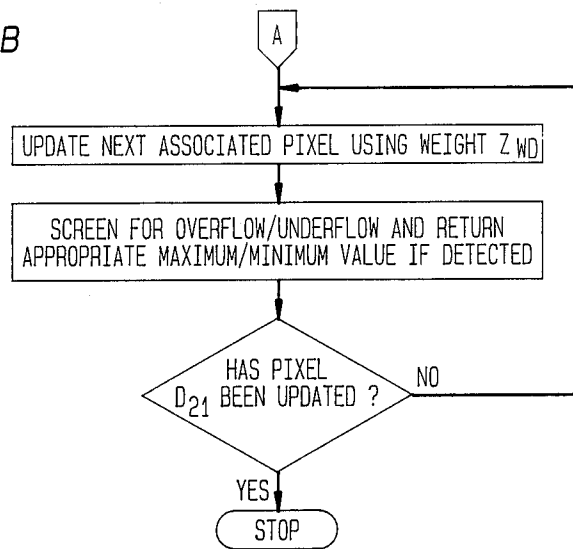 B
A
UPDATE NEXT ASSOCIATED PIXEL USING WEIGHT Z WD
SCREEN FOR OVERFLOW/UNDERFLOW AND RETURN
APPROPRIATE MAXIMUM/MINIMUM VALUE IF DETECTED
HAS PIXEL
D21 BEEN UPDATED ?
NO
YES
STOP